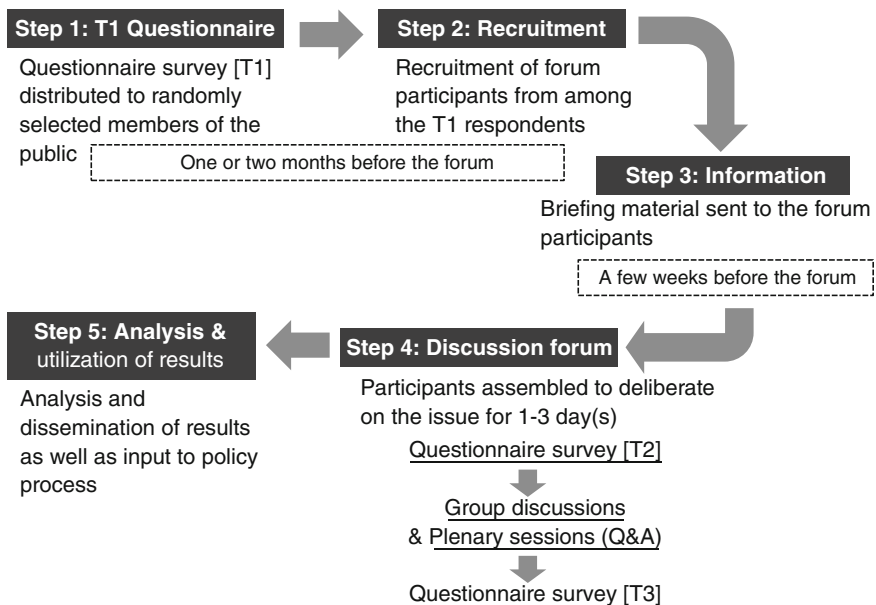 Step 1: T1 Questionnaire
Questionnaire survey [T1]
distributed to randomly
selected members of the
public
One or two months before the forum
Step 2: Recruitment
Recruitment of forum
participants from among
the T1 respondents
Step 3: Information
Briefing material sent to the forum
participants
A few weeks before the forum
Step 4: Discussion forum
Participants assembled to deliberate
on the issue for 1-3 day(s)
Questionnaire survey [T2]
Group discussions
& Plenary sessions (Q&A)
Questionnaire survey [T3]
Step 5: Analysis &
utilization of results
Analysis and
dissemination of results
as well as input to policy
process